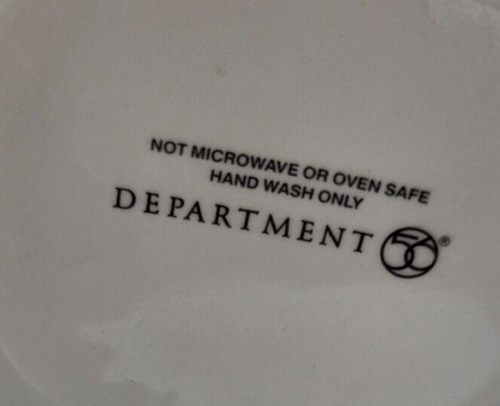 NOT MICROWAVE OR OVEN SAFE
HAND WASH ONLY
DEPARTMENT 56®